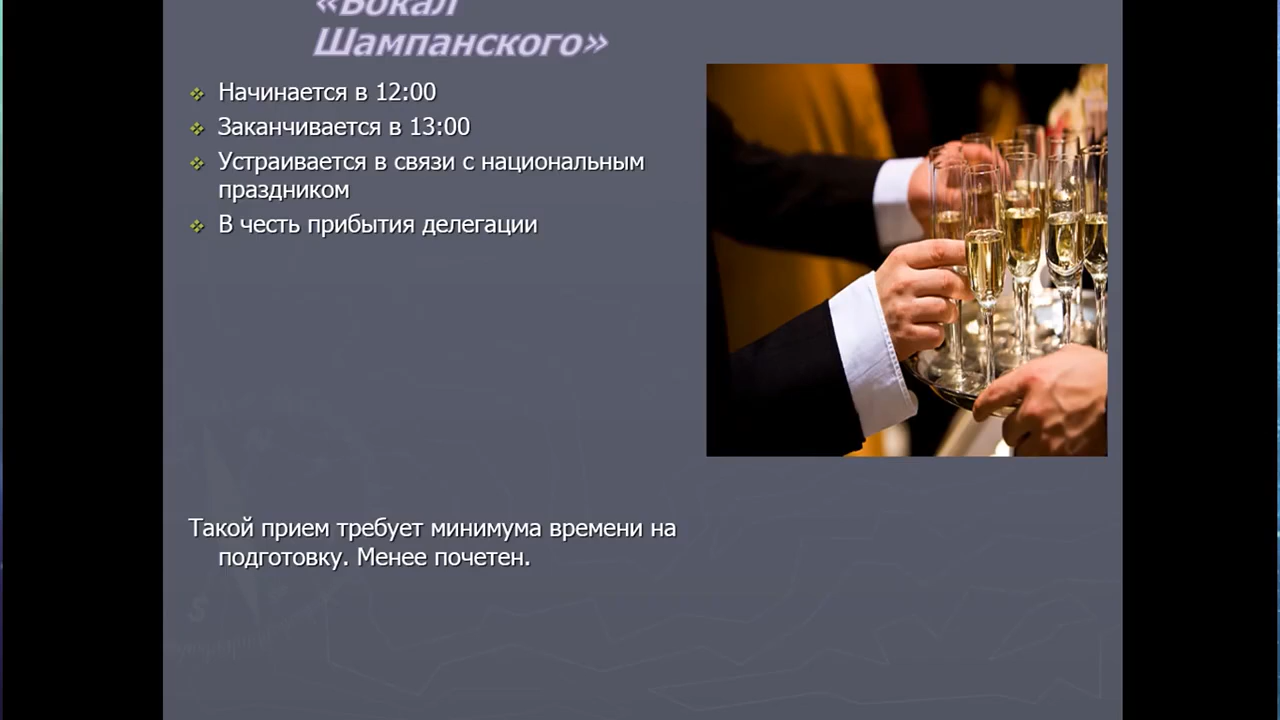 «Бокал
Шампанского»
Начинается в 12:00
Заканчивается в 13:00
Устраивается в связи с национальным
праздником
В честь прибытия делегации
Такой прием требует минимума времени на
подготовку. Менее почетен.
S